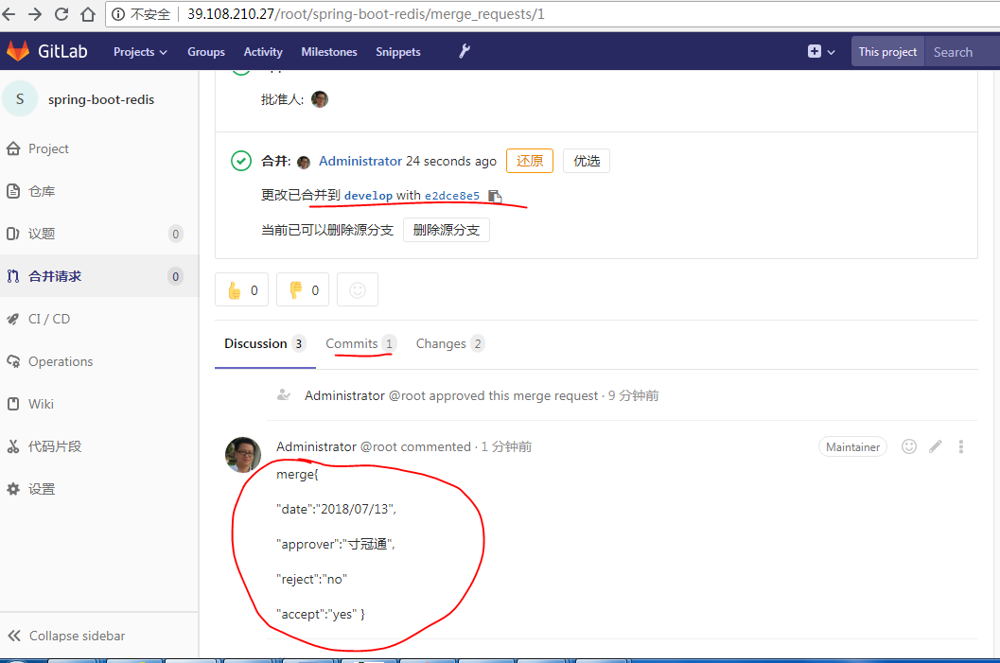 不安全 39.108.210.27/root/spring-boot-redis/merge_requests/1
GitLab Projects Groups Activity Milestones Snippets This project Search
S spring-boot-redis
Project
仓库
议题 0
合并请求 0
CI / CD
Operations
Wiki
代码片段
设置
Collapse sidebar
批准人:
合并: Administrator 24 seconds ago 还原 优选
更改已合并到 develop with e2dce8e5
当前已可以删除源分支 删除源分支
0 0
Discussion 3 Commits 1 Changes 2
Administrator @root approved this merge request · 9 分钟前
Administrator @root commented · 1 分钟前 Maintainer
merge{
"date":"2018/07/13",
"approver":"寸冠通",
"reject":"no"
"accept":"yes" }